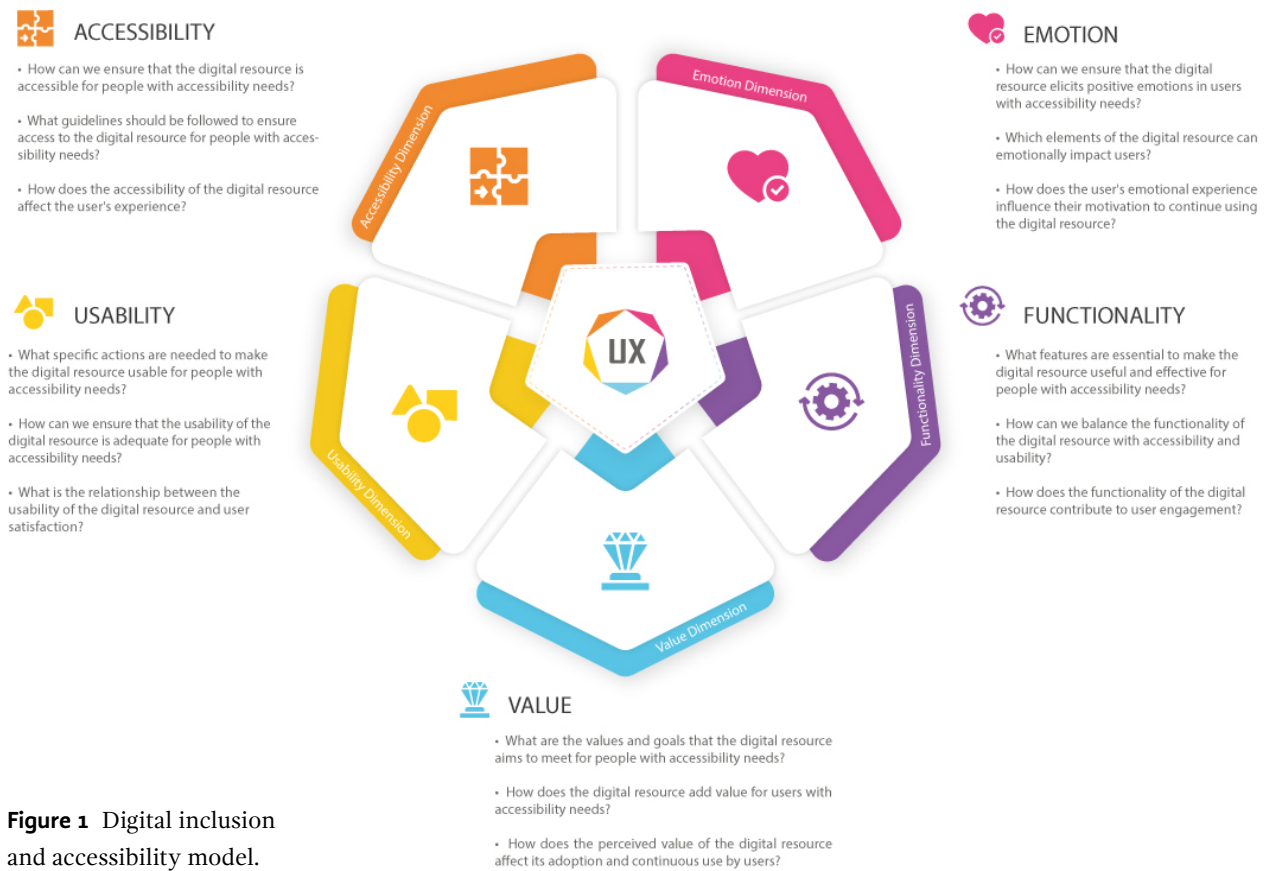 ACCESSIBILITY
• How can we ensure that the digital resource is
accessible for people with accessibility needs?
• What guidelines should be followed to ensure
access to the digital resource for people with acces-
sibility needs?
• How does the accessibility of the digital resource
affect the user's experience?
EMOTION
• How can we ensure that the digital
resource elicits positive emotions in users
with accessibility needs?
• Which elements of the digital resource can
emotionally impact users?
• How does the user's emotional experience
influence their motivation to continue using
the digital resource?
Accessibility Dimension
Emotion Dimension
UX
Usability Dimension
Functionality Dimension
Value Dimension
USABILITY
• What specific actions are needed to make
the digital resource usable for people with
accessibility needs?
• How can we ensure that the usability of the
digital resource is adequate for people with
accessibility needs?
• What is the relationship between the
usability of the digital resource and user
satisfaction?
FUNCTIONALITY
• What features are essential to make the
digital resource useful and effective for
people with accessibility needs?
• How can we balance the functionality of
the digital resource with accessibility and
usability?
• How does the functionality of the digital
resource contribute to user engagement?
VALUE
• What are the values and goals that the digital resource
aims to meet for people with accessibility needs?
• How does the digital resource add value for users with
accessibility needs?
• How does the perceived value of the digital resource
affect its adoption and continuous use by users?
Figure 1 Digital inclusion
and accessibility model.